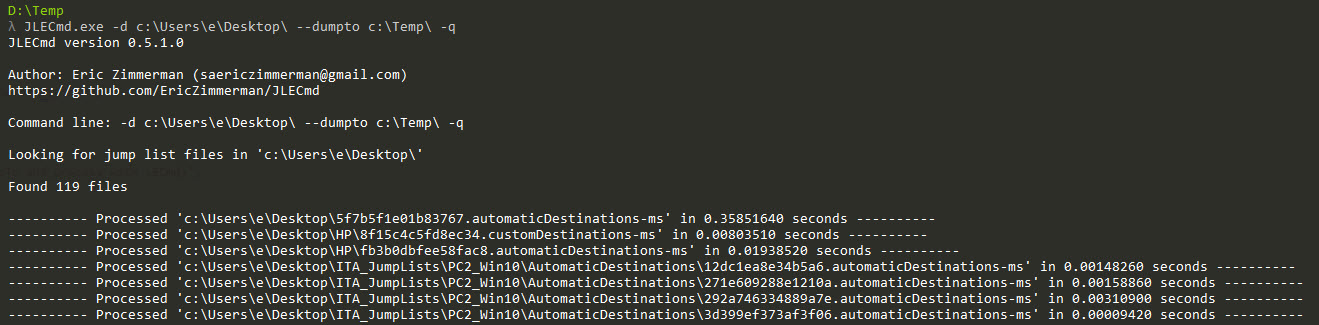 D:\Temp
λ JLECmd.exe -d c:\Users\e\Desktop\ --dumpto c:\Temp\ -q
JLECmd version 0.5.1.0
Author: Eric Zimmerman (saericzimmerman@gmail.com)
https://github.com/EricZimmerman/JLECmd
Command line: -d c:\Users\e\Desktop\ --dumpto c:\Temp\ -q
Looking for jump list files in 'c:\Users\e\Desktop\'
Found 119 files
---------- Processed 'c:\Users\e\Desktop\5f7b5f1e01b83767.automaticDestinations-ms' in 0.35851640 seconds ----------
---------- Processed 'c:\Users\e\Desktop\HP\8f15c4c5fd8ec34.customDestinations-ms' in 0.00803510 seconds ----------
---------- Processed 'c:\Users\e\Desktop\HP\fb3b0dbfee58fac8.automaticDestinations-ms' in 0.01938520 seconds ----------
---------- Processed 'c:\Users\e\Desktop\ITA_JumpLists\PC2_Win10\AutomaticDestinations\12dc1ea8e34b5a6.automaticDestinations-ms' in 0.00148260 seconds ----------
---------- Processed 'c:\Users\e\Desktop\ITA_JumpLists\PC2_Win10\AutomaticDestinations\271e609288e1210a.automaticDestinations-ms' in 0.00158860 seconds ----------
---------- Processed 'c:\Users\e\Desktop\ITA_JumpLists\PC2_Win10\AutomaticDestinations\292a746334889a7e.automaticDestinations-ms' in 0.00310900 seconds ----------
---------- Processed 'c:\Users\e\Desktop\ITA_JumpLists\PC2_Win10\AutomaticDestinations\3d399ef373af3f06.automaticDestinations-ms' in 0.00009420 seconds ----------